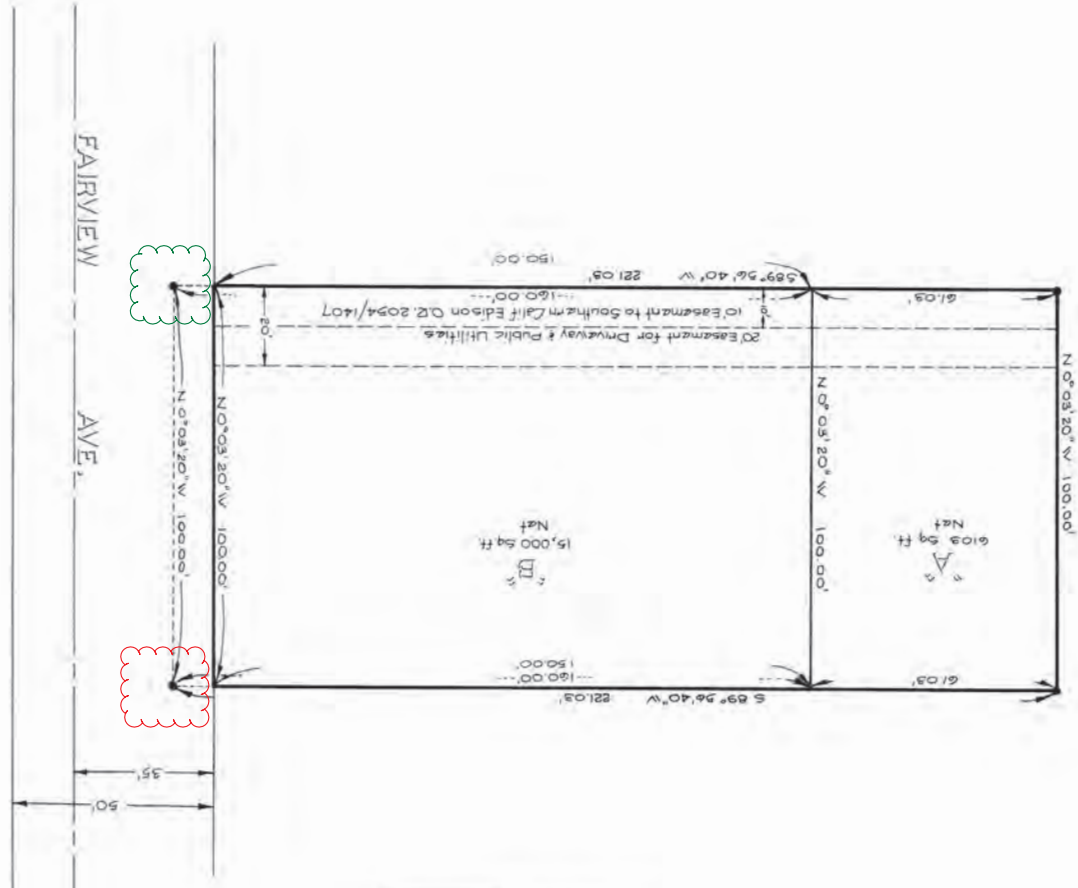 FAIRVIEW
AVE.
150.00'
S 89° 56' 40" W 221.03'
160.00'
61.03'
10' Easement to Southern Calif Edison O.R. 2054/1407
20' Easement for Driveway & Public Utilities
20'
N 0° 03' 20" W 100.00'
N 0° 03' 20" W 100.00'
N 0° 03' 20" W 100.00'
N 0° 03' 20" W 100.00'
"B"
15,000 Sq ft.
Net
"A"
6103 Sq ft.
Net
150.00'
160.00'
61.03'
S 89° 56' 40" W 221.03'
35'
50'